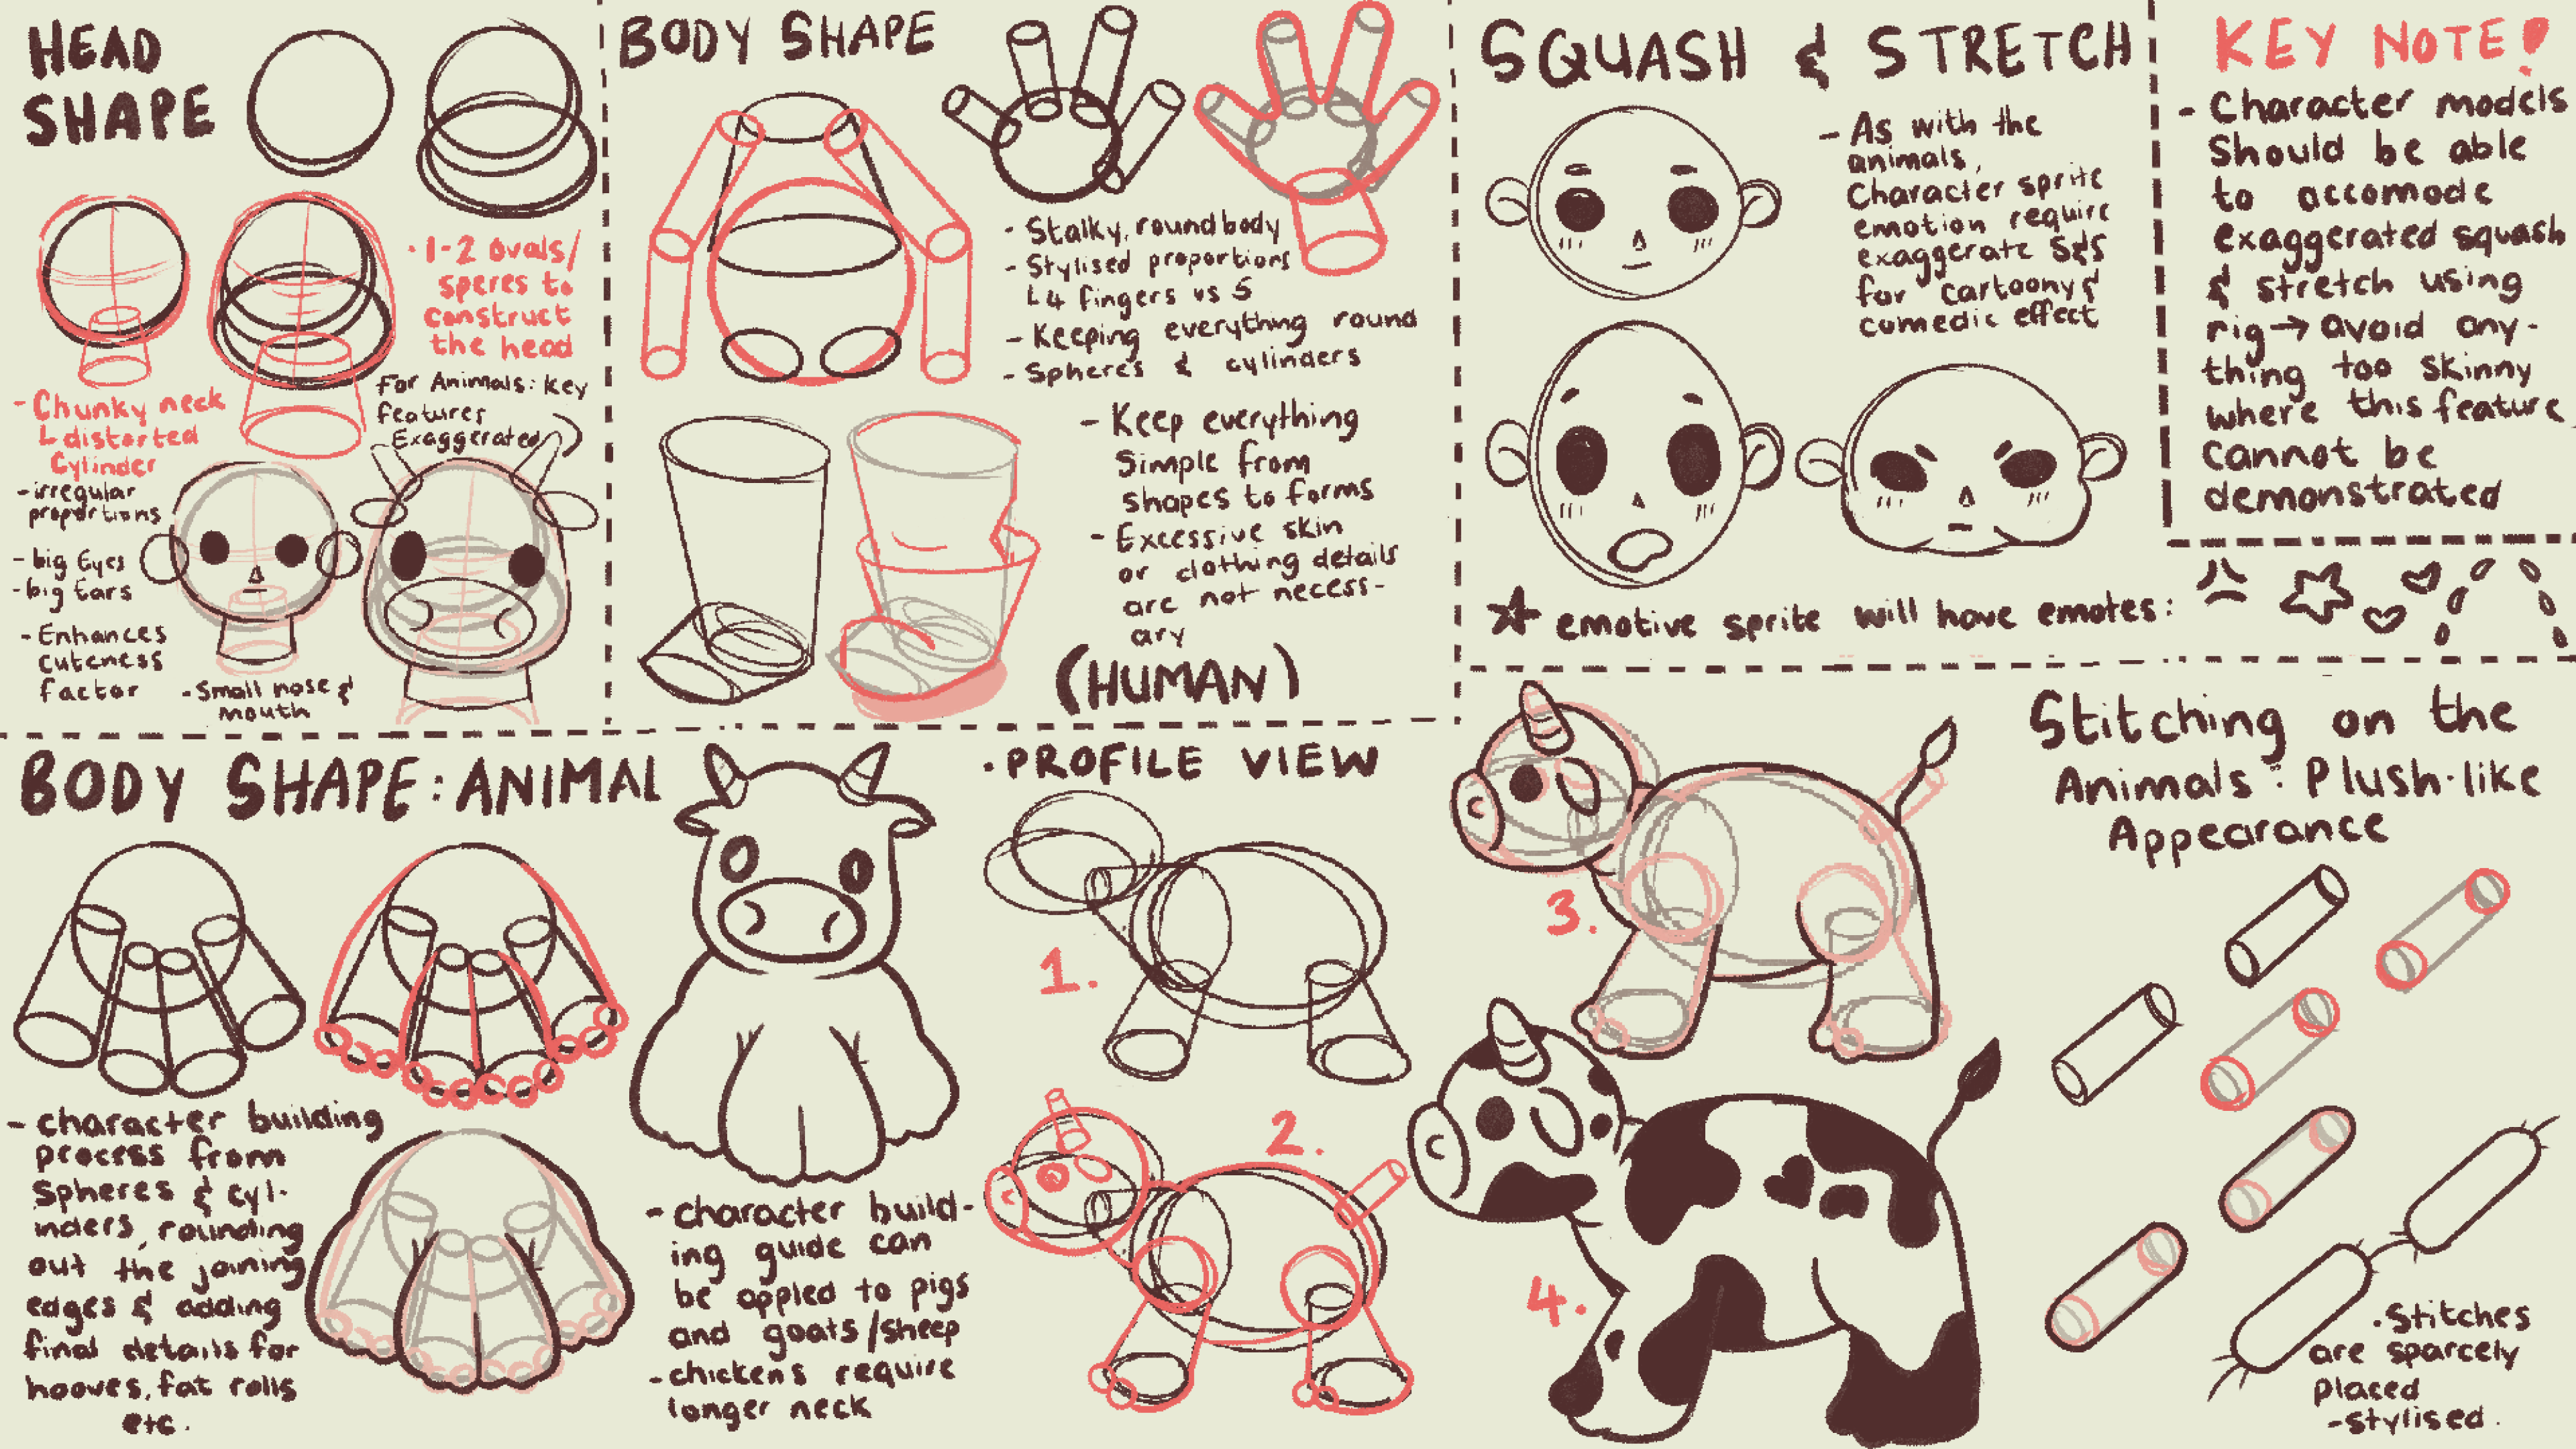 HEAD
SHAPE
· 1-2 ovals/
speres to
construct
the head
- Chunky neck
↳ distorted
Cylinder
For Animals: key
features
Exaggerated
- irregular
proportions
- big Eyes
- big Ears
- Enhances
cuteness
factor
- Small nose &
mouth
BODY SHAPE
- Stalky, round body
- Stylised proportions
↳ 4 fingers vs 5
- Keeping everything round
- Spheres & cylinders
- Keep everything
Simple from
shapes to forms
- Excessive skin
or clothing details
are not necess-
ary
(HUMAN)
SQUASH & STRETCH
- As with the
animals,
Character sprite
emotion require
exaggerate S&S
for cartoony &
comedic effect
☆ emotive sprite will have emotes:
KEY NOTE!
- Character models
Should be able
to accomode
exaggerated squash
& stretch using
rig → avoid any-
thing too skinny
where this feature
cannot be
demonstrated
BODY SHAPE: ANIMAL
- character building
process from
Spheres & cyl-
inders, rounding
out the joining
edges & adding
final details for
hooves, fat rolls
etc.
- character build-
ing guide can
be appled to pigs
and goats/sheep
- chickens require
longer neck
· PROFILE VIEW
1.
2.
3.
4.
Stitching on the
Animals: Plush-like
Appearance
· Stitches
are sparcely
placed
- stylised.